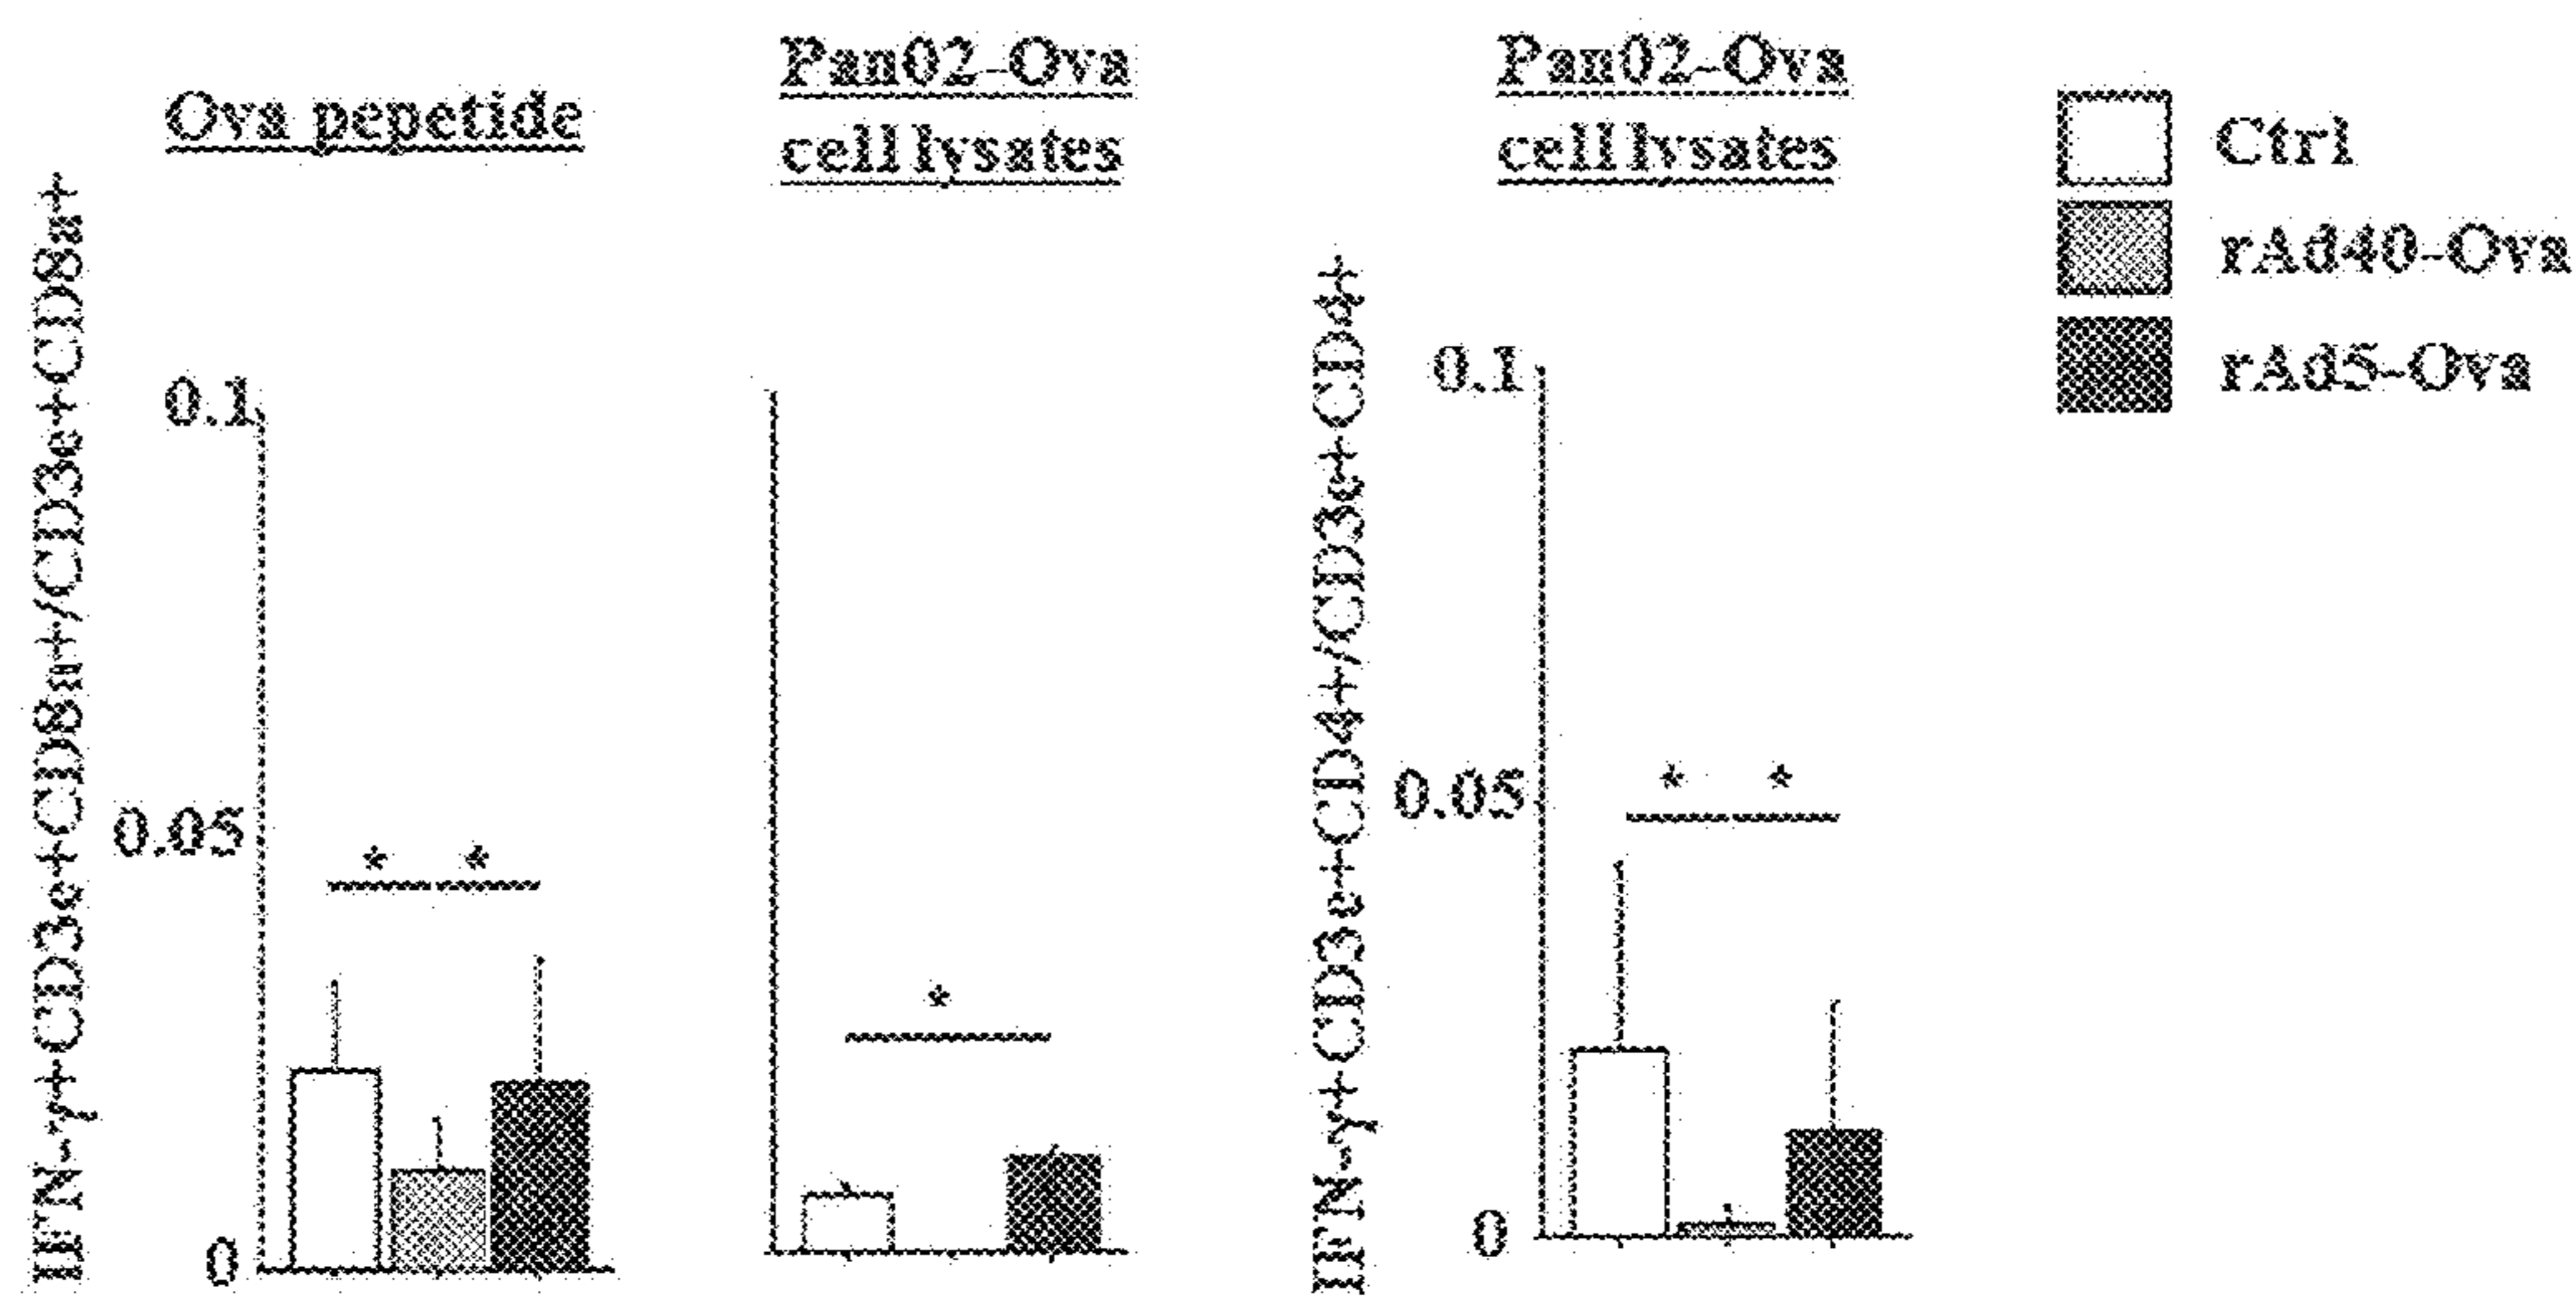 Ova pepetide
Pan02-Ova
cell lysates
Pan02-Ova
cell lysates
Ctrl
rAd40-Ova
rAd5-Ova
IFN-γ+CD3e+CD8a+/CD3e+CD8a+
0.1
0.05
0
* *
*
IFN-γ+CD3e+CD4+/CD3e+CD4+
0.1
0.05
0
* *